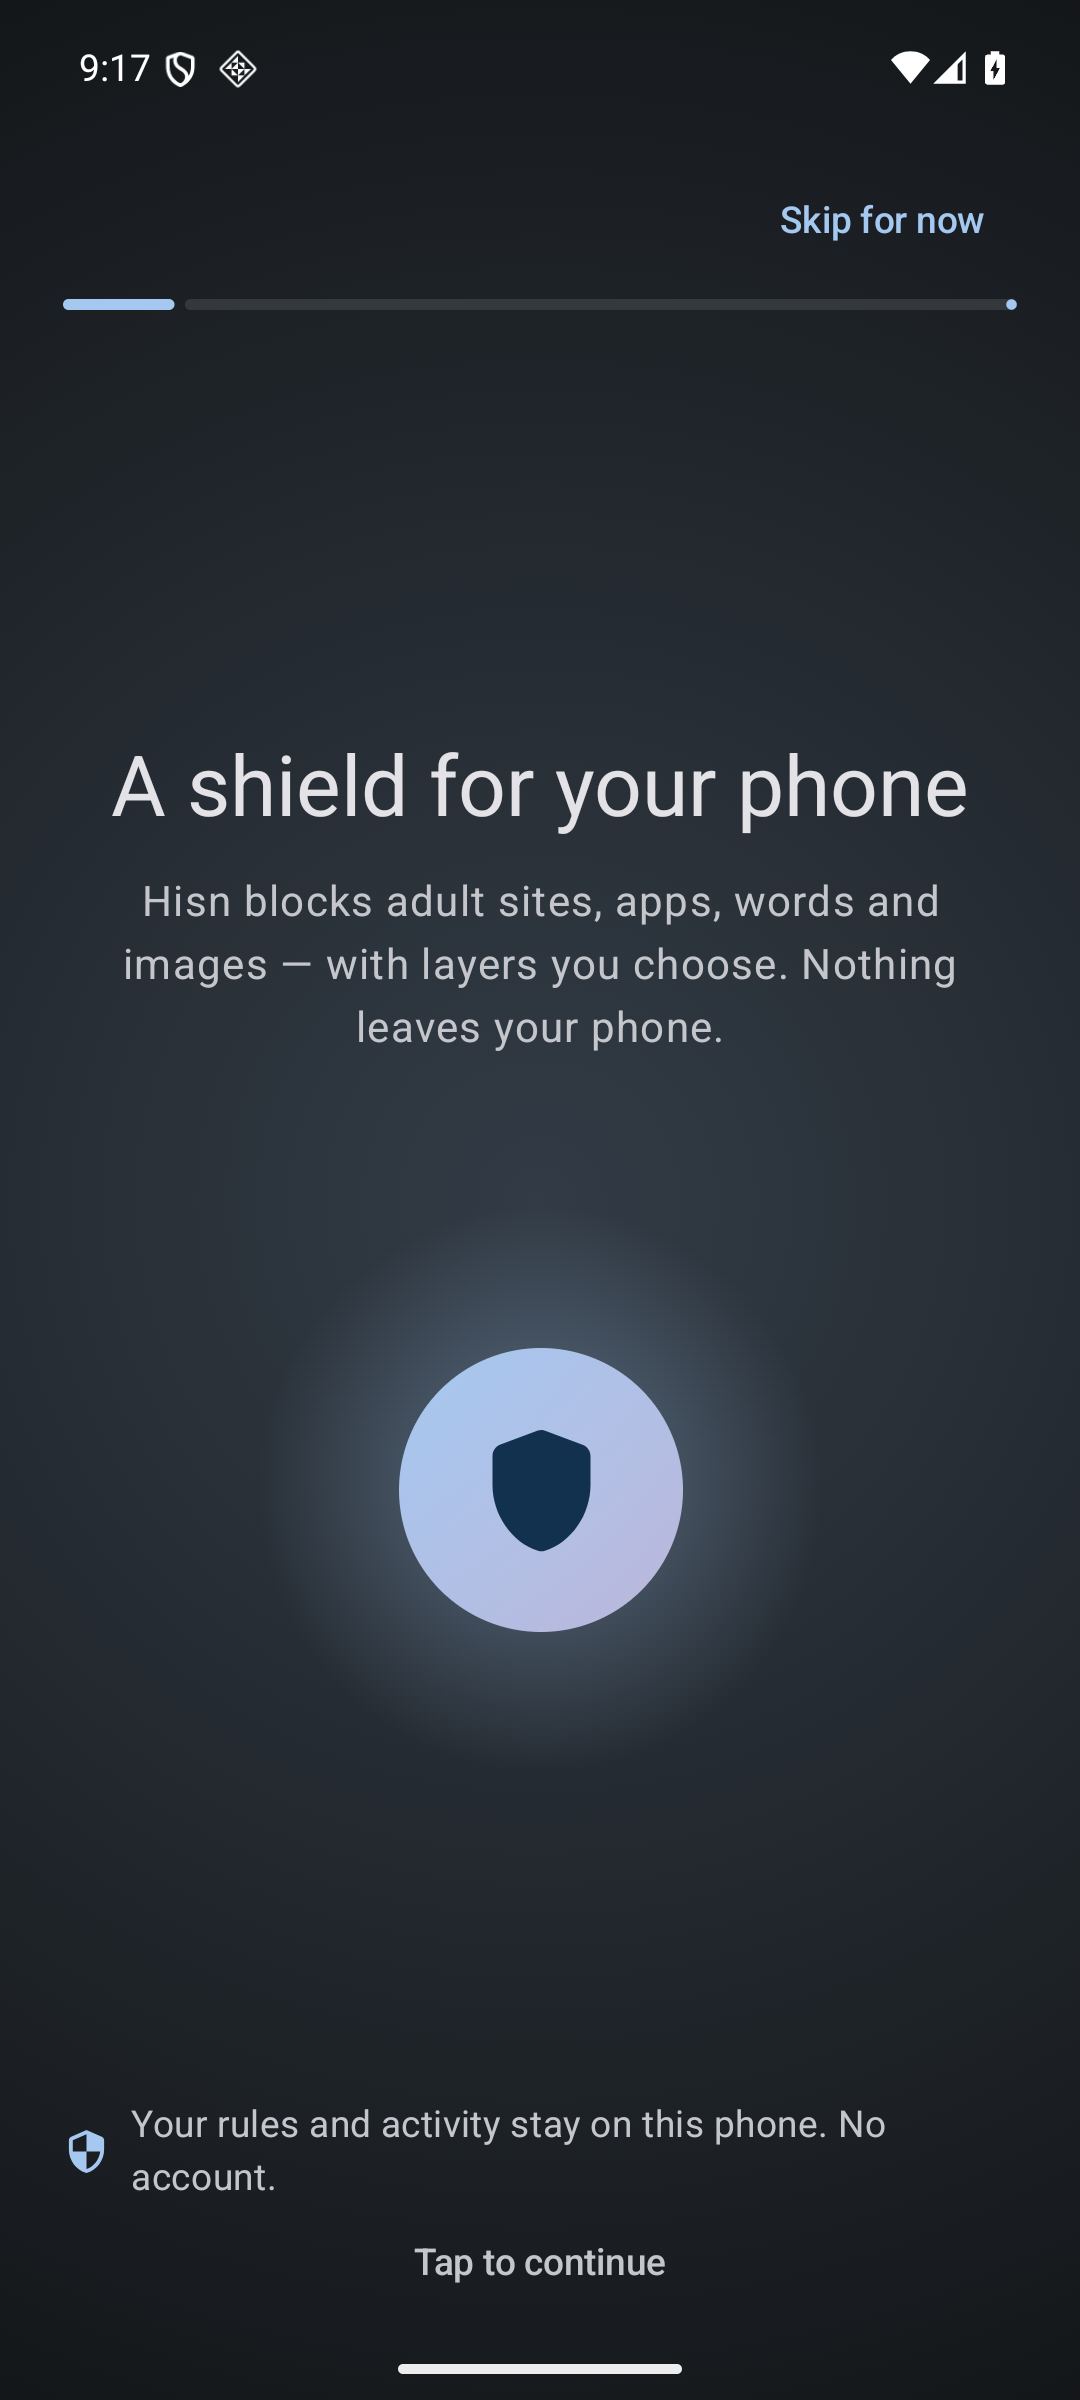 9:17
Skip for now
A shield for your phone
Hisn blocks adult sites, apps, words and
images — with layers you choose. Nothing
leaves your phone.
Your rules and activity stay on this phone. No
account.
Tap to continue